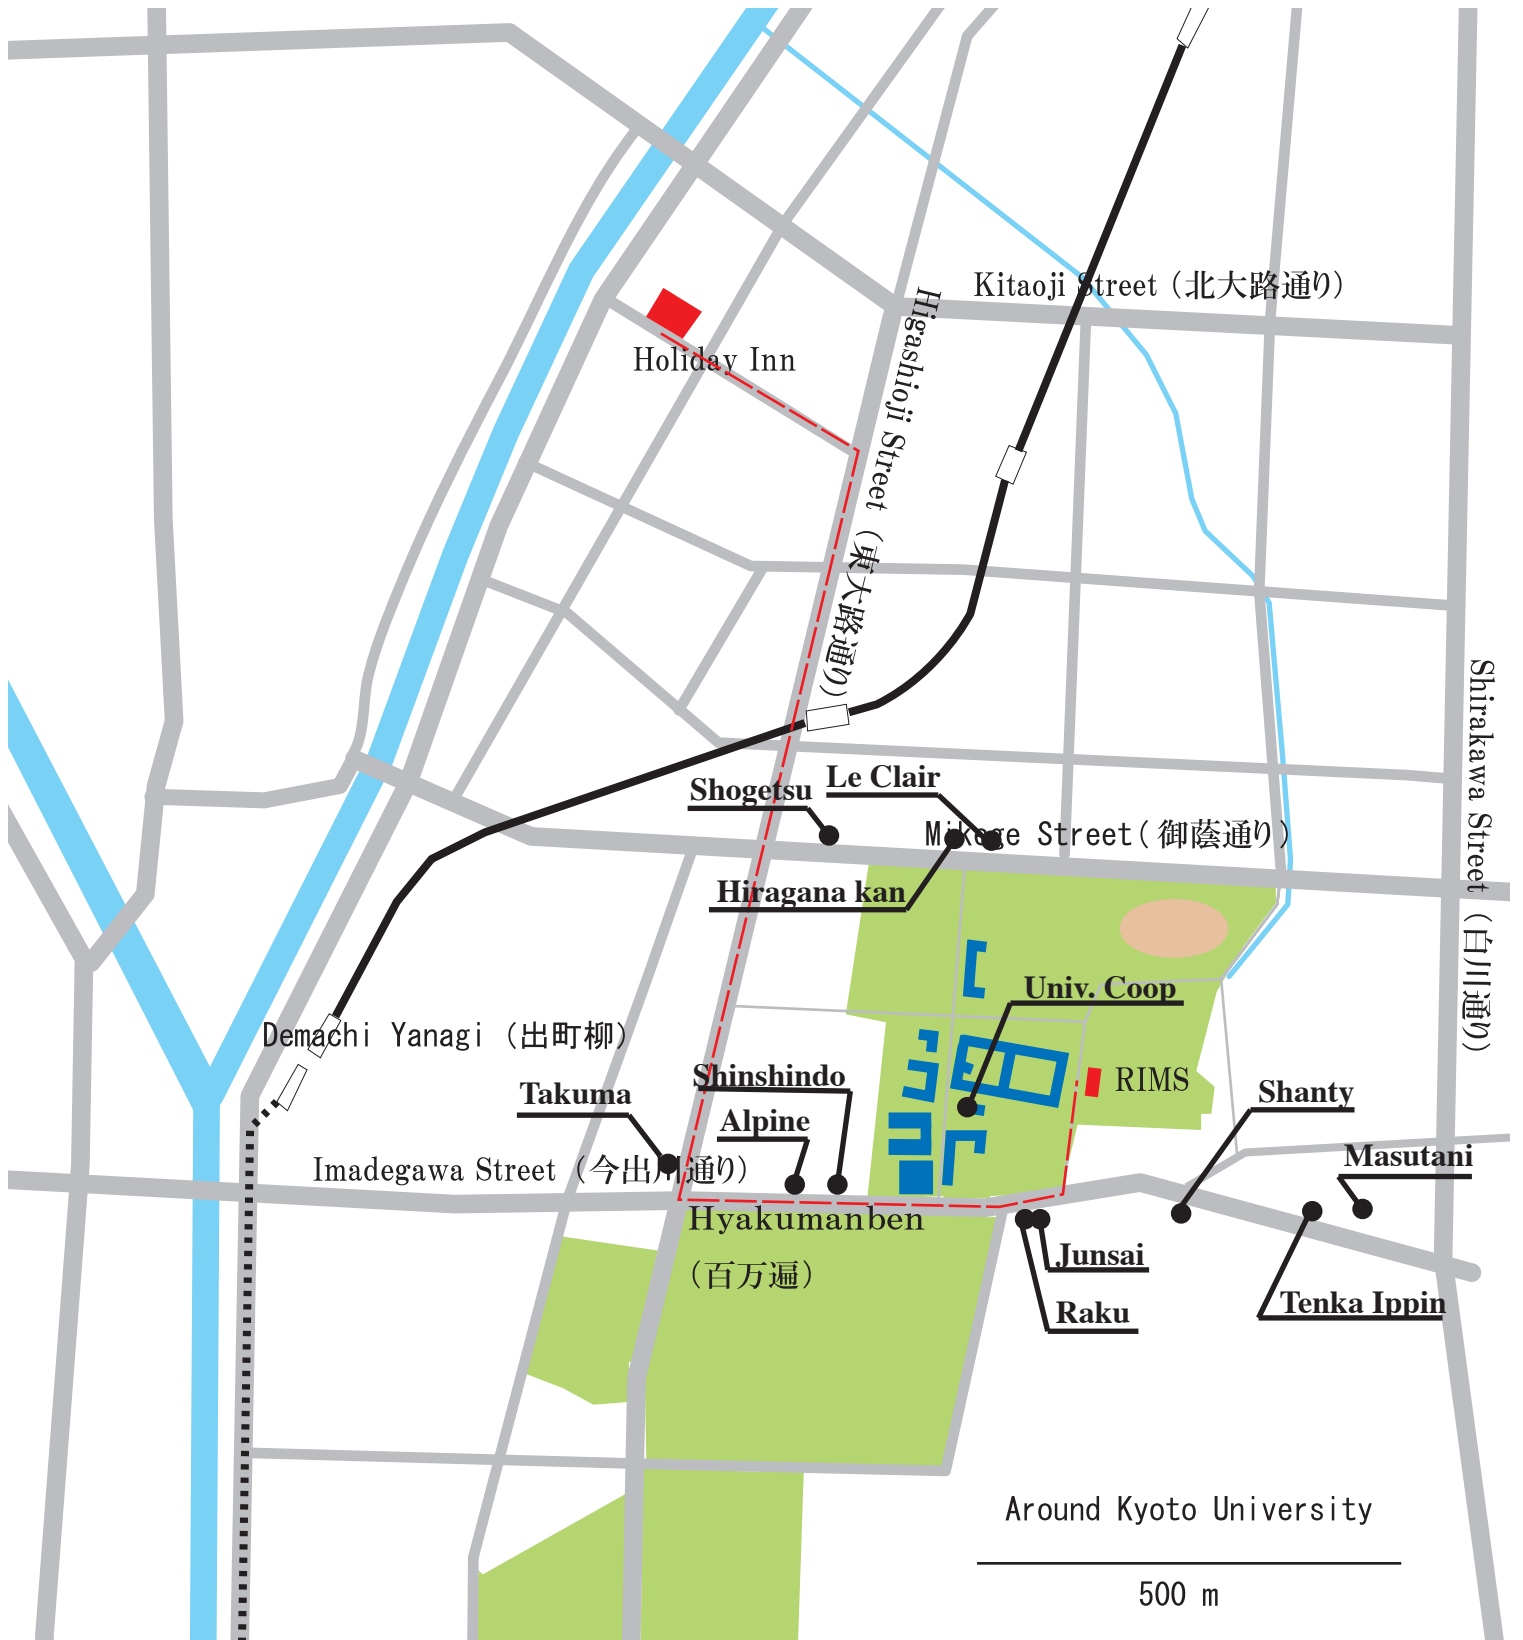 Kitaoji Street (北大路通り)
Higashioji Street (東大路通り)
Holiday Inn
Shirakawa Street (白川通り)
Le Clair
Shogetsu
Mikage Street(御蔭通り)
Hiragana kan
Univ. Coop
Demachi Yanagi (出町柳)
Shinshindo
RIMS
Takuma
Shanty
Alpine
Masutani
Imadegawa Street (今出川通り)
Hyakumanben
(百万遍)
Junsai
Raku
Tenka Ippin
Around Kyoto University
500 m